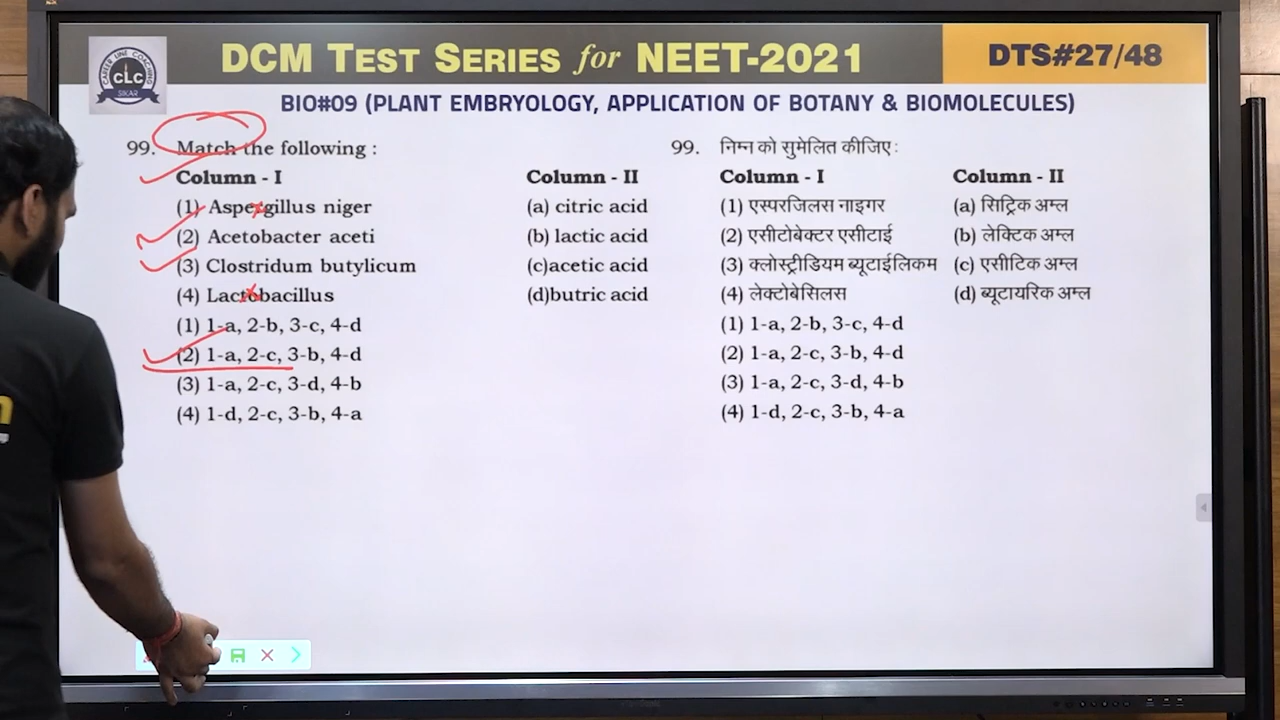 CAREER LINE COACHING
CLC
SIKAR
DCM TEST SERIES for NEET-2021
DTS#27/48
BIO#09 (PLANT EMBRYOLOGY, APPLICATION OF BOTANY & BIOMOLECULES)
99. Match the following :
Column - I Column - II
(1) Aspergillus niger (a) citric acid
(2) Acetobacter aceti (b) lactic acid
(3) Clostridum butylicum (c)acetic acid
(4) Lactobacillus (d)butric acid
(1) 1-a, 2-b, 3-c, 4-d
(2) 1-a, 2-c, 3-b, 4-d
(3) 1-a, 2-c, 3-d, 4-b
(4) 1-d, 2-c, 3-b, 4-a
99. निम्न को सुमेलित कीजिए :
Column - I Column - II
(1) एस्परजिलस नाइगर (a) सिट्रिक अम्ल
(2) एसीटोबेक्टर एसीटाई (b) लेक्टिक अम्ल
(3) क्लोस्ट्रीडियम ब्यूटाईलिकम (c) एसीटिक अम्ल
(4) लेक्टोबेसिलस (d) ब्यूटायरिक अम्ल
(1) 1-a, 2-b, 3-c, 4-d
(2) 1-a, 2-c, 3-b, 4-d
(3) 1-a, 2-c, 3-d, 4-b
(4) 1-d, 2-c, 3-b, 4-a